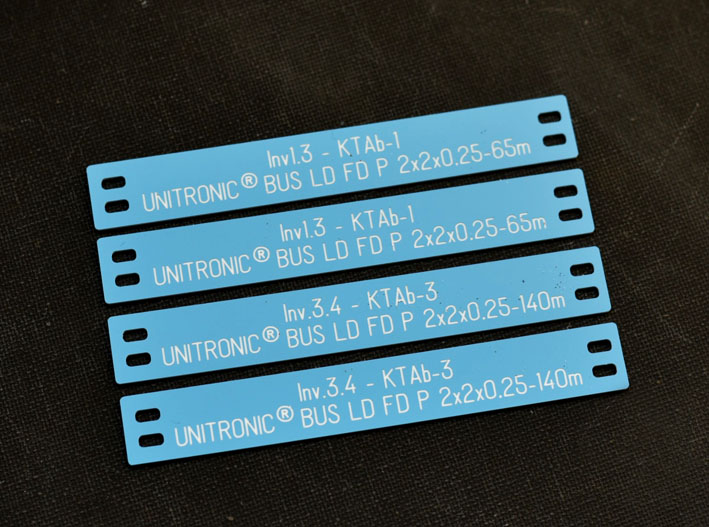 Inv1.3 - KTAb-1
UNITRONIC® BUS LD FD P 2x2x0.25-65m
Inv1.3 - KTAb-1
UNITRONIC® BUS LD FD P 2x2x0.25-65m
Inv.3.4 - KTAb-3
UNITRONIC® BUS LD FD P 2x2x0.25-140m
Inv.3.4 - KTAb-3
UNITRONIC® BUS LD FD P 2x2x0.25-140m